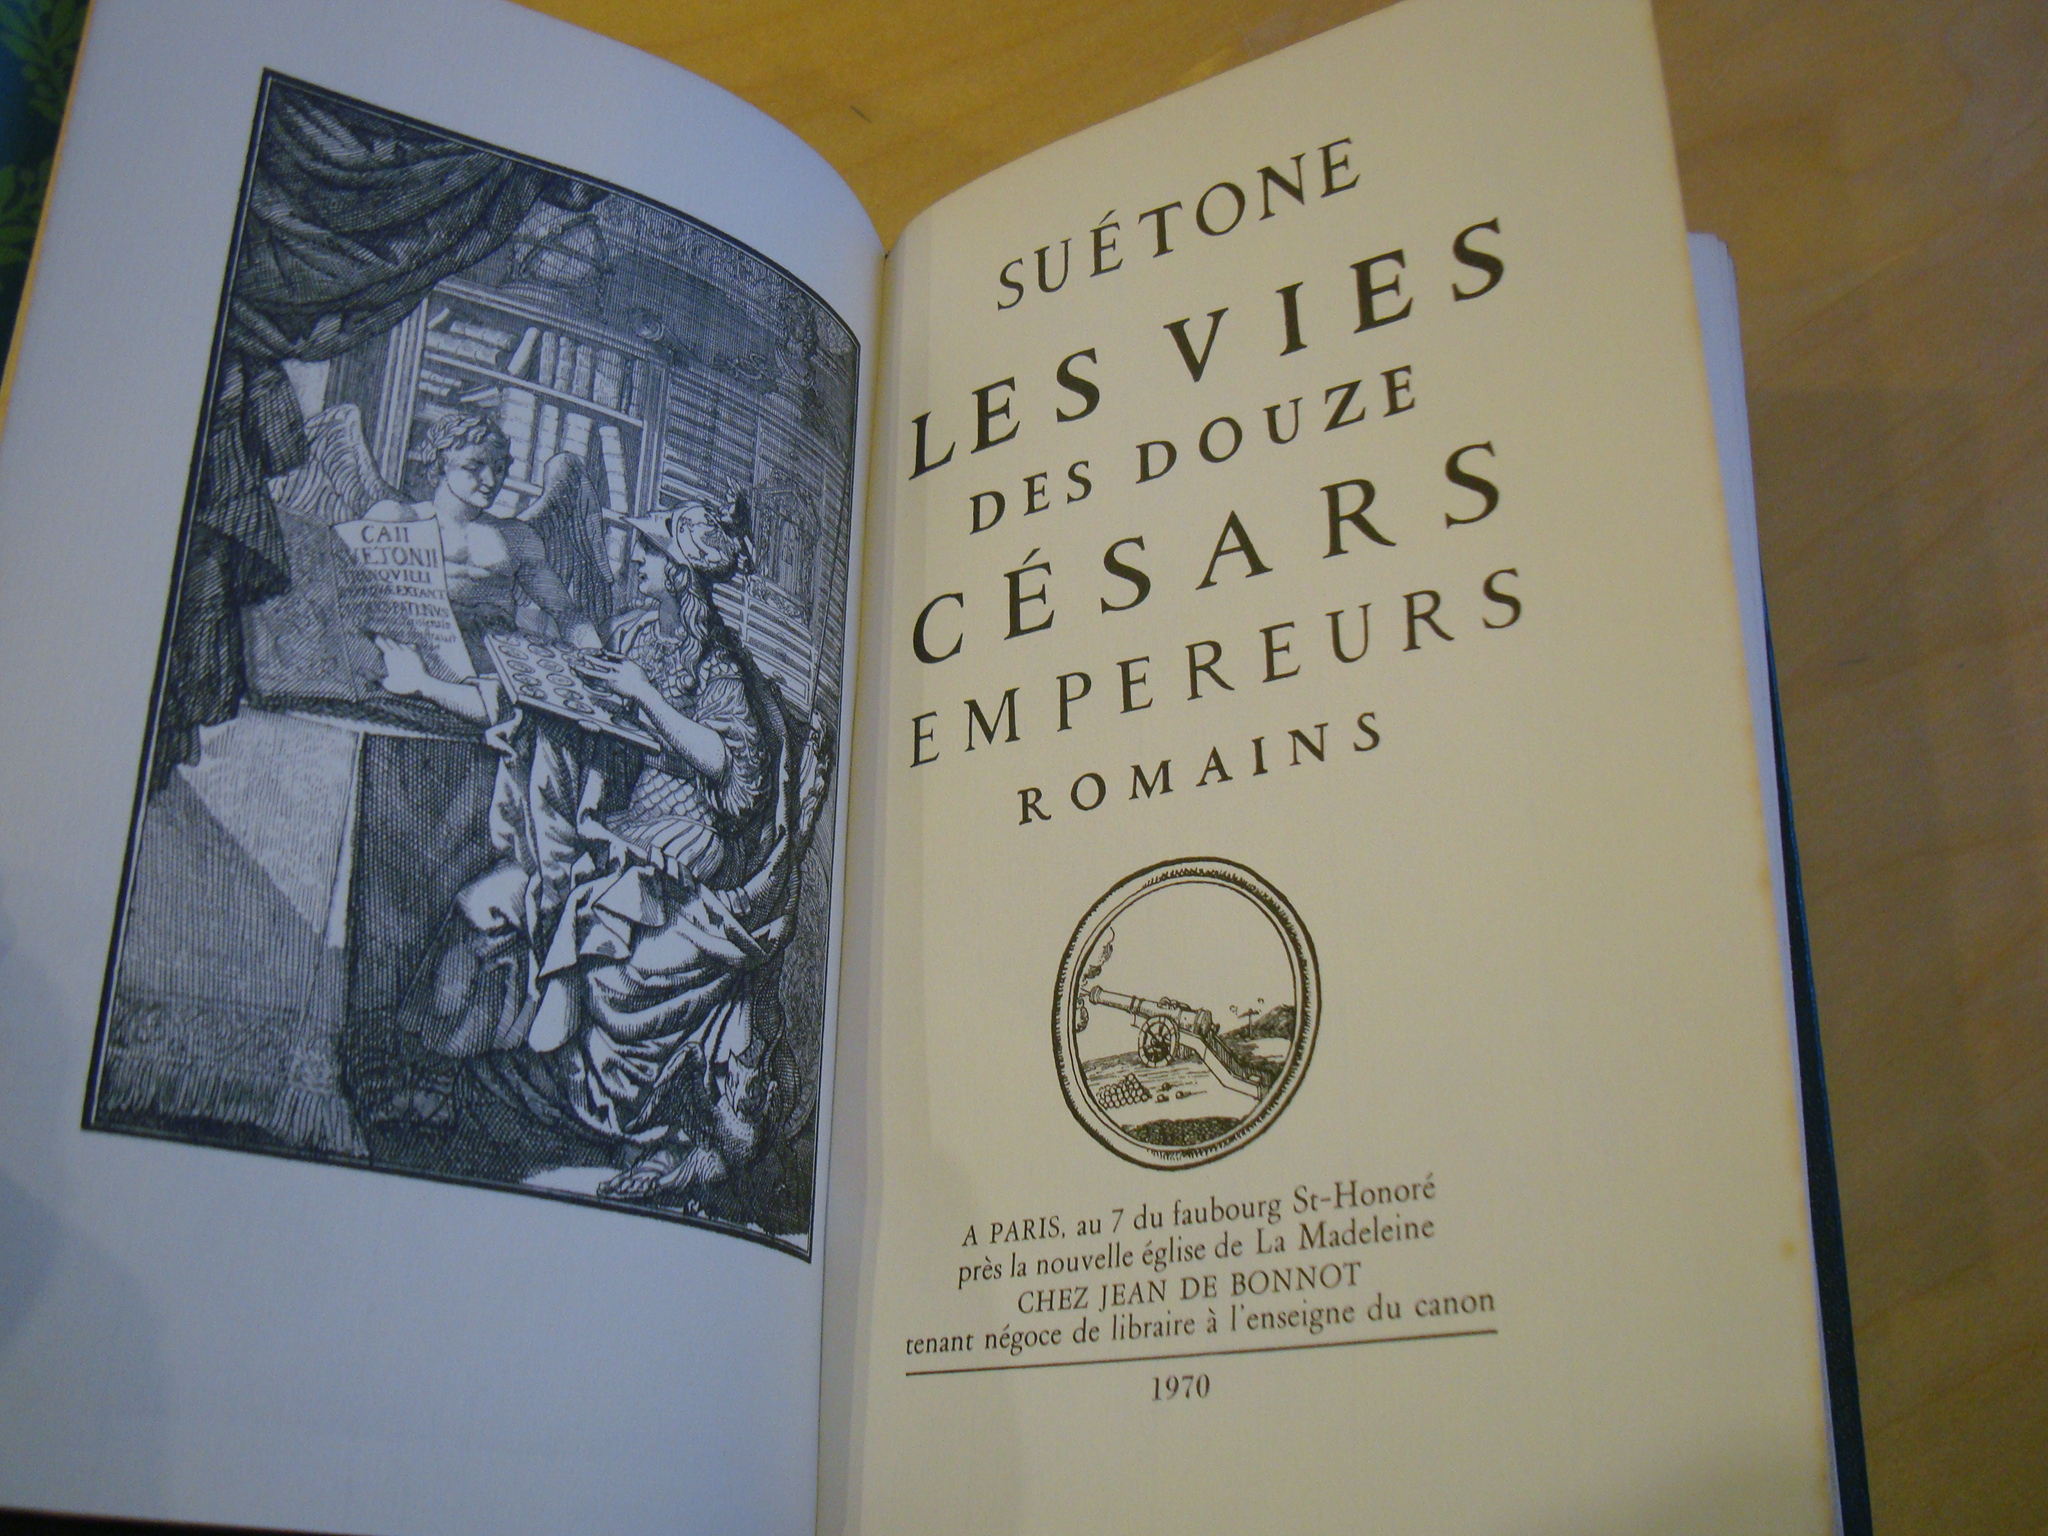 CAII
SVETONII
TRANQVILLI
SUÉTONE
LES VIES
DES DOUZE
CÉSARS
EMPEREURS
ROMAINS
A PARIS, au 7 du faubourg St-Honoré
près la nouvelle église de La Madeleine
CHEZ JEAN DE BONNOT
tenant négoce de libraire à l'enseigne du canon
1970